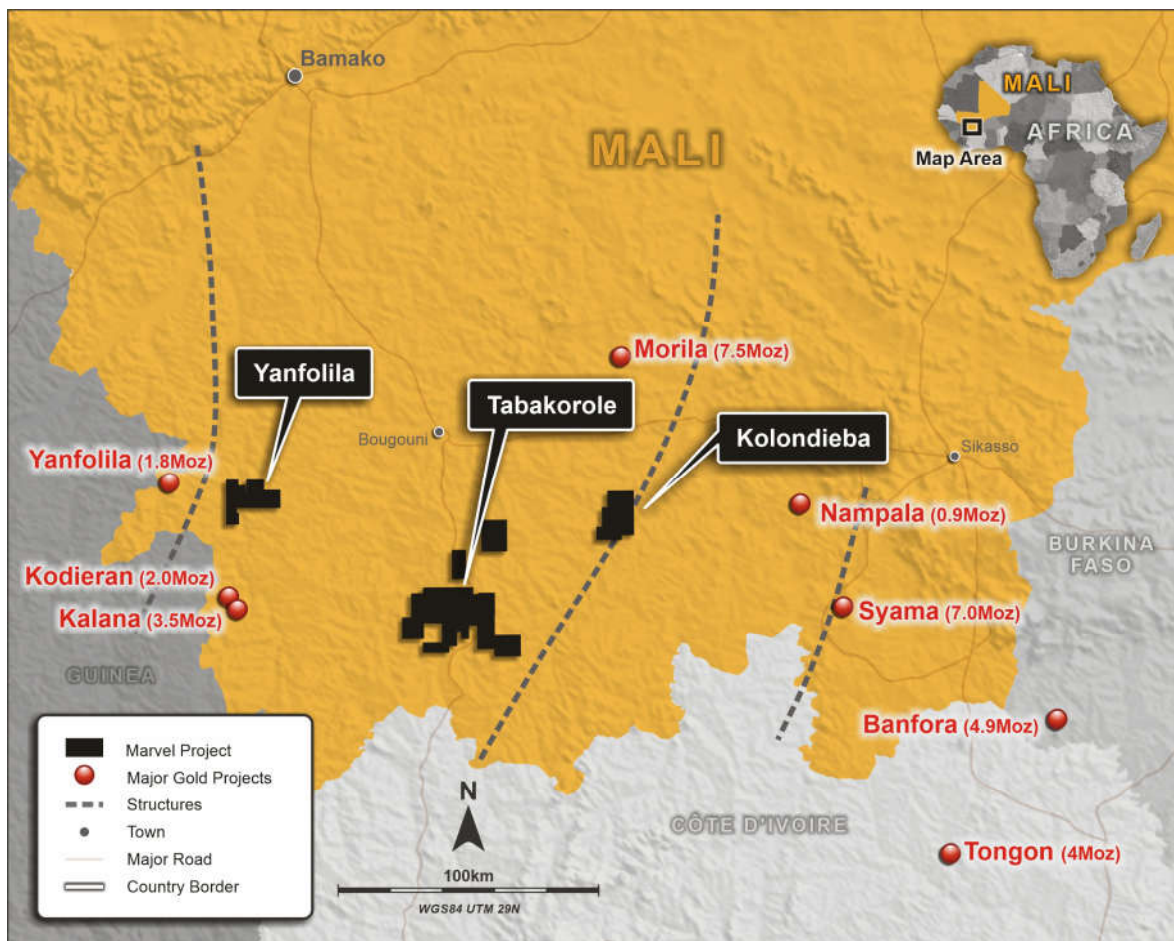 Bamako
MALI
MALI
AFRICA
Map Area
Morila (7.5Moz)
Yanfolila
Tabakorole
Kolondieba
Bougouni
Sikasso
Yanfolila (1.8Moz)
Nampala (0.9Moz)
BURKINA
FASO
Kodieran (2.0Moz)
Kalana (3.5Moz)
Syama (7.0Moz)
GUINEA
Banfora (4.9Moz)
Marvel Project
Major Gold Projects
Structures
Town
Major Road
Country Border
N
100km
WGS84 UTM 29N
CÔTE D'IVOIRE
Tongon (4Moz)